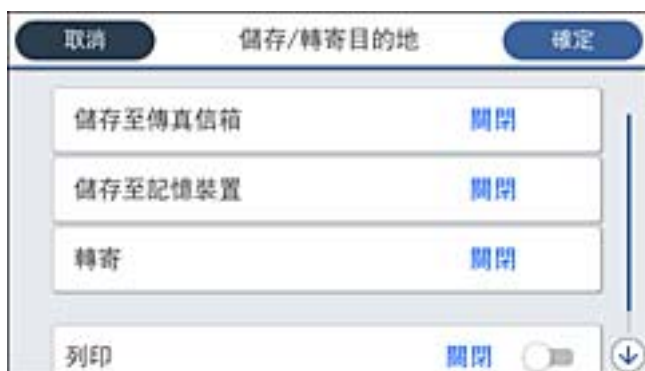 取消 儲存/轉寄目的地 確定
儲存至傳真信箱 關閉
儲存至記憶裝置 關閉
轉寄 關閉
列印 關閉